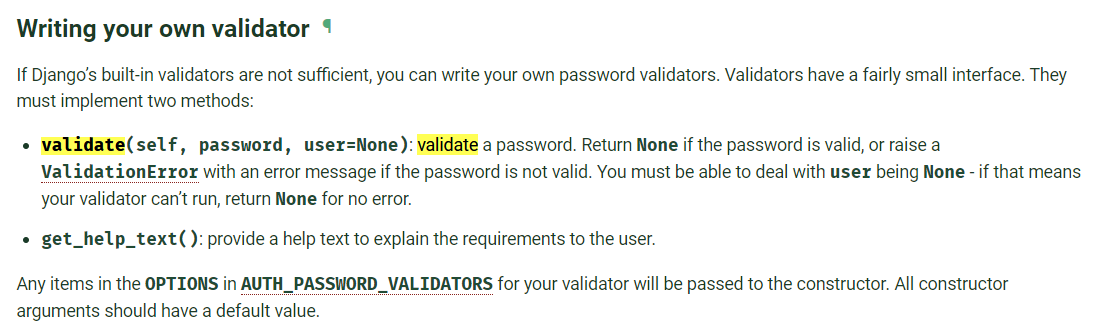 Writing your own validator ¶
If Django’s built-in validators are not sufficient, you can write your own password validators. Validators have a fairly small interface. They
must implement two methods:
• validate(self, password, user=None): validate a password. Return None if the password is valid, or raise a
ValidationError with an error message if the password is not valid. You must be able to deal with user being None - if that means
your validator can’t run, return None for no error.
• get_help_text(): provide a help text to explain the requirements to the user.
Any items in the OPTIONS in AUTH_PASSWORD_VALIDATORS for your validator will be passed to the constructor. All constructor
arguments should have a default value.